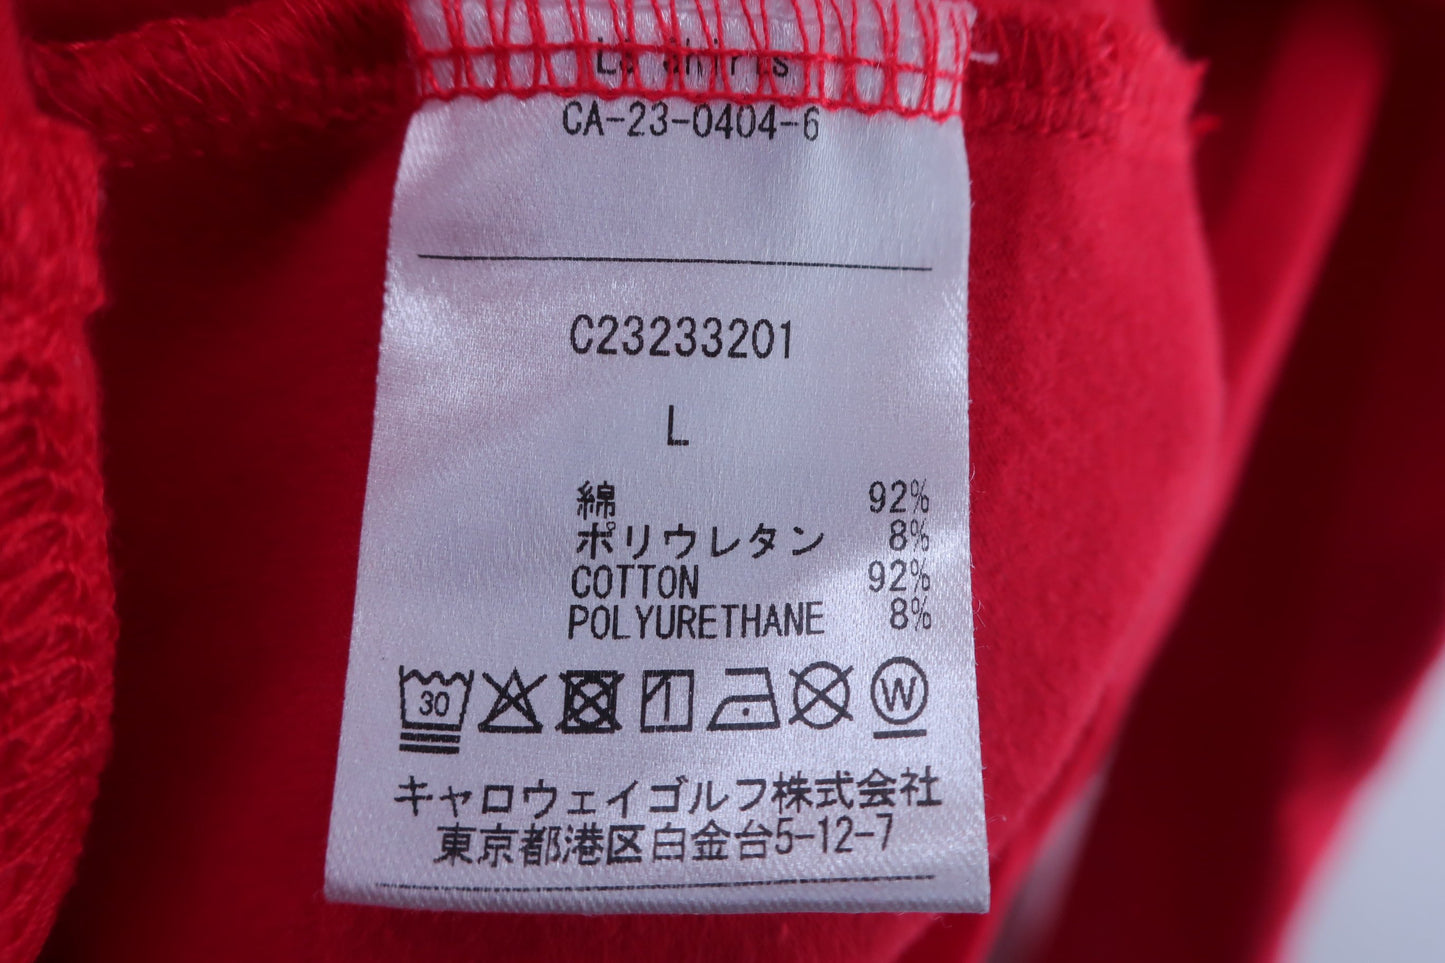 CA-23-0404-6
C23233201
L
綿 92%
ポリウレタン 8%
COTTON 92%
POLYURETHANE 8%
30 W
キャロウェイゴルフ株式会社
東京都港区白金台5-12-7